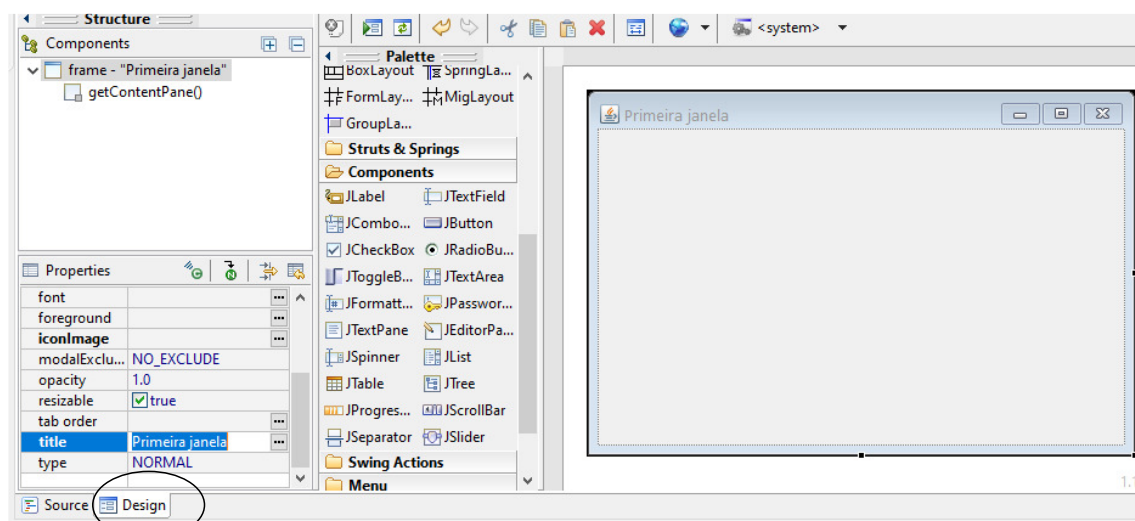 Structure
Components
frame - "Primeira janela"
getContentPane()
Properties
font
foreground
iconImage
modalExclu... NO_EXCLUDE
opacity 1.0
resizable true
tab order
title Primeira janela
type NORMAL
Source Design
<system>
Palette
BoxLayout SpringLa...
FormLay... MigLayout
GroupLa...
Struts & Springs
Components
JLabel JTextField
JCombo... JButton
JCheckBox JRadioBu...
JToggleB... JTextArea
JFormatt... JPasswor...
JTextPane JEditorPa...
JSpinner JList
JTable JTree
JProgres... JScrollBar
JSeparator JSlider
Swing Actions
Menu
Primeira janela